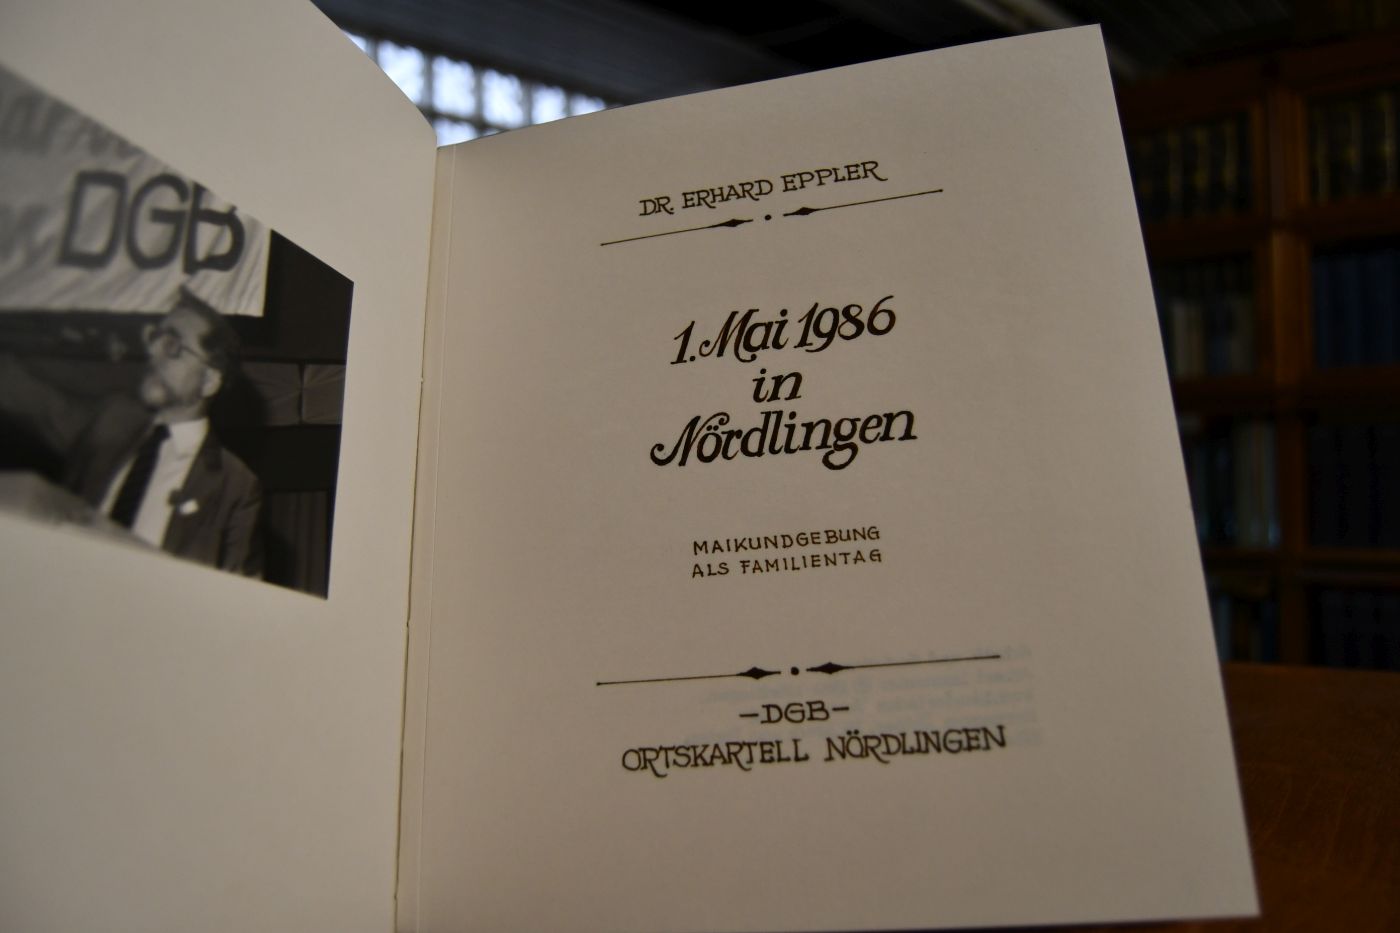 DGB
DR. ERHARD EPPLER
1. Mai 1986
in
Nördlingen
MAIKUNDGEBUNG
ALS FAMILIENTAG
-DGB-
ORTSKARTELL NÖRDLINGEN